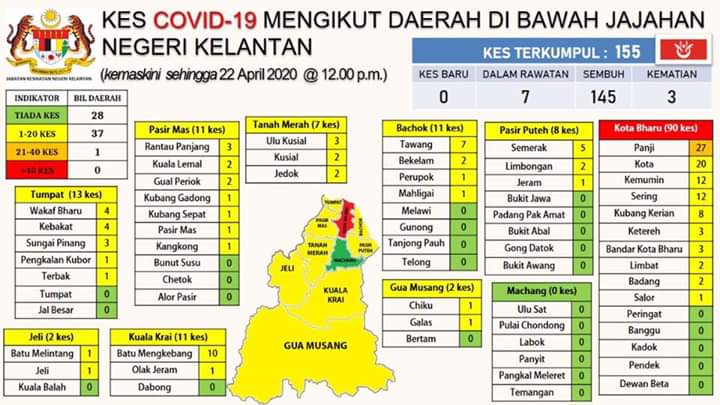 KES COVID-19 MENGIKUT DAERAH DI BAWAH JAJAHAN
NEGERI KELANTAN
(kemaskini sehingga 22 April 2020 @ 12.00 p.m.)
JABATAN KESIHATAN NEGERI KELANTAN
KES TERKUMPUL : 155
KES BARU DALAM RAWATAN SEMBUH KEMATIAN
0 7 145 3
INDIKATOR BIL DAERAH
TIADA KES 28
1-20 KES 37
21-40 KES 1
>40 KES 0
Tumpat (13 kes)
Wakaf Bharu 4
Kebakat 4
Sungai Pinang 3
Pengkalan Kubor 1
Terbak 1
Tumpat 0
Jal Besar 0
Jeli (2 kes)
Batu Melintang 1
Jeli 1
Kuala Balah 0
Pasir Mas (11 kes)
Rantau Panjang 3
Kuala Lemal 2
Gual Periok 2
Kubang Gadong 1
Kubang Sepat 1
Pasir Mas 1
Kangkong 1
Bunut Susu 0
Chetok 0
Alor Pasir 0
Kuala Krai (11 kes)
Batu Mengkebang 10
Olak Jeram 1
Dabong 0
Tanah Merah (7 kes)
Ulu Kusial 3
Kusial 2
Jedok 2
TUMPAT
PASIR MAS
BACHOK
TANAH MERAH
PASIR PUTEH
MACHANG
JELI
KUALA KRAI
GUA MUSANG
Bachok (11 kes)
Tawang 7
Bekelam 2
Perupok 1
Mahligai 1
Melawi 0
Gunong 0
Tanjong Pauh 0
Telong 0
Gua Musang (2 kes)
Chiku 1
Galas 1
Bertam 0
Pasir Puteh (8 kes)
Semerak 5
Limbongan 2
Jeram 1
Bukit Jawa 0
Padang Pak Amat 0
Bukit Abal 0
Gong Datok 0
Bukit Awang 0
Machang (0 kes)
Ulu Sat 0
Pulai Chondong 0
Labok 0
Panyit 0
Pangkal Meleret 0
Temangan 0
Kota Bharu (90 kes)
Panji 27
Kota 20
Kemumin 12
Sering 12
Kubang Kerian 8
Ketereh 3
Bandar Kota Bharu 3
Limbat 2
Badang 2
Salor 1
Peringat 0
Banggu 0
Kadok 0
Pendek 0
Dewan Beta 0